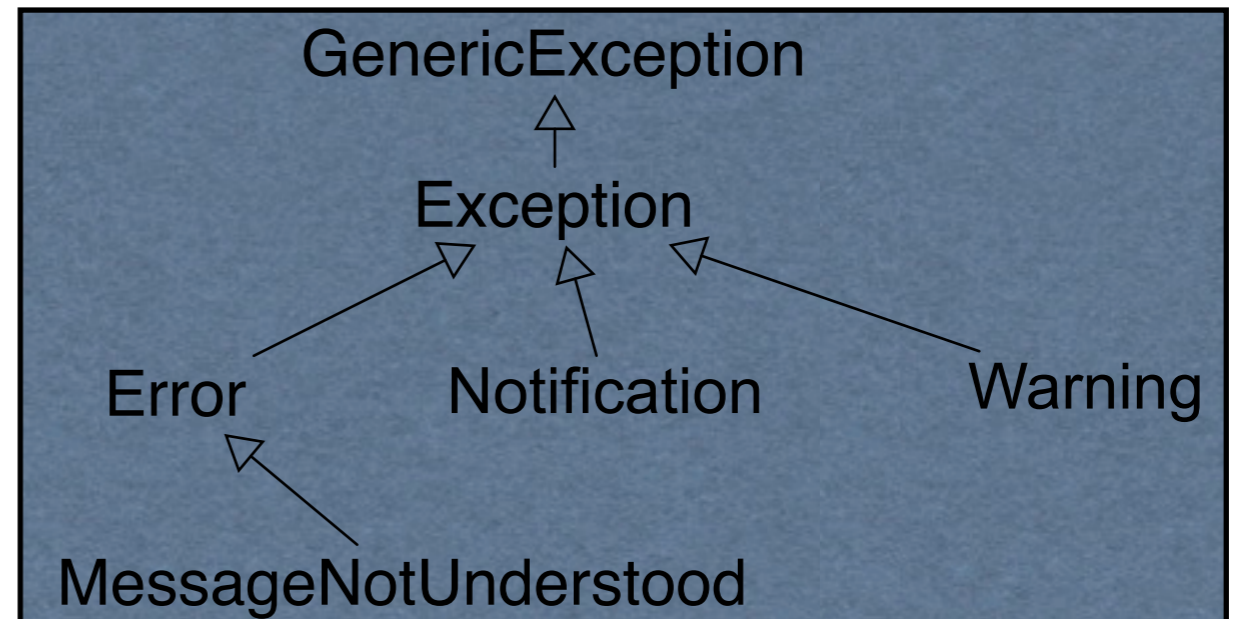 GenericException
Exception
Error Notification Warning
MessageNotUnderstood